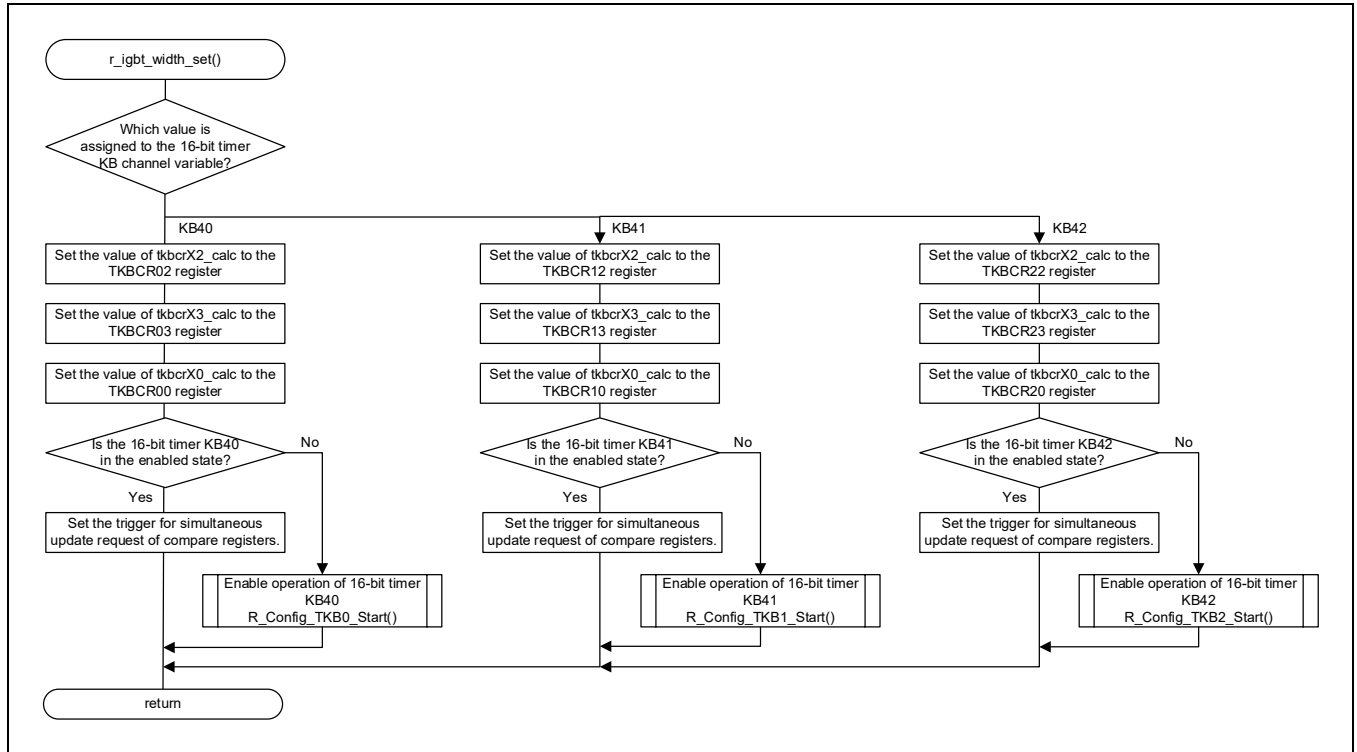 r_igbt_width_set()
Which value is
assigned to the 16-bit timer
KB channel variable?
KB40
Set the value of tkbcrX2_calc to the
TKBCR02 register
Set the value of tkbcrX3_calc to the
TKBCR03 register
Set the value of tkbcrX0_calc to the
TKBCR00 register
Is the 16-bit timer KB40
in the enabled state?
No
Yes
Set the trigger for simultaneous
update request of compare registers.
Enable operation of 16-bit timer
KB40
R_Config_TKB0_Start()
KB41
Set the value of tkbcrX2_calc to the
TKBCR12 register
Set the value of tkbcrX3_calc to the
TKBCR13 register
Set the value of tkbcrX0_calc to the
TKBCR10 register
Is the 16-bit timer KB41
in the enabled state?
No
Yes
Set the trigger for simultaneous
update request of compare registers.
Enable operation of 16-bit timer
KB41
R_Config_TKB1_Start()
KB42
Set the value of tkbcrX2_calc to the
TKBCR22 register
Set the value of tkbcrX3_calc to the
TKBCR23 register
Set the value of tkbcrX0_calc to the
TKBCR20 register
Is the 16-bit timer KB42
in the enabled state?
No
Yes
Set the trigger for simultaneous
update request of compare registers.
Enable operation of 16-bit timer
KB42
R_Config_TKB2_Start()
return